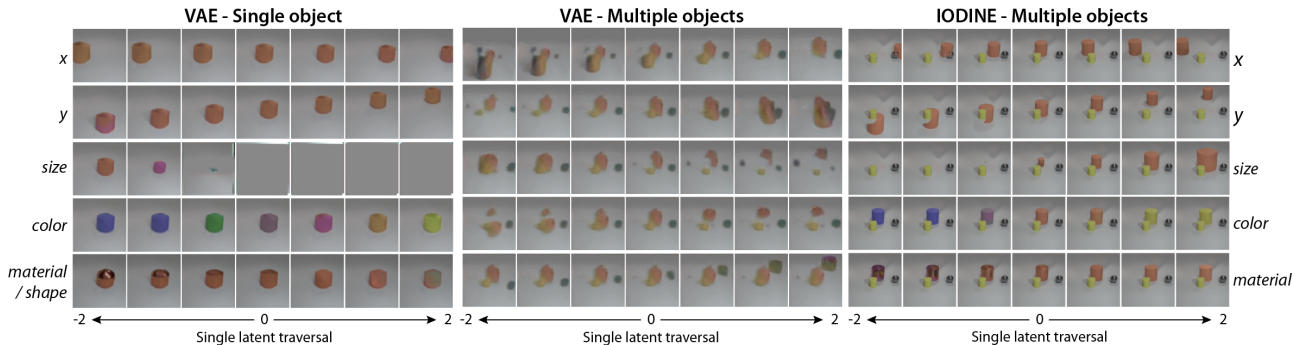 VAE - Single object
VAE - Multiple objects
IODINE - Multiple objects
x
x
y
y
size
size
color
color
material
/ shape
material
-2
0
2
-2
0
2
-2
0
2
Single latent traversal
Single latent traversal
Single latent traversal